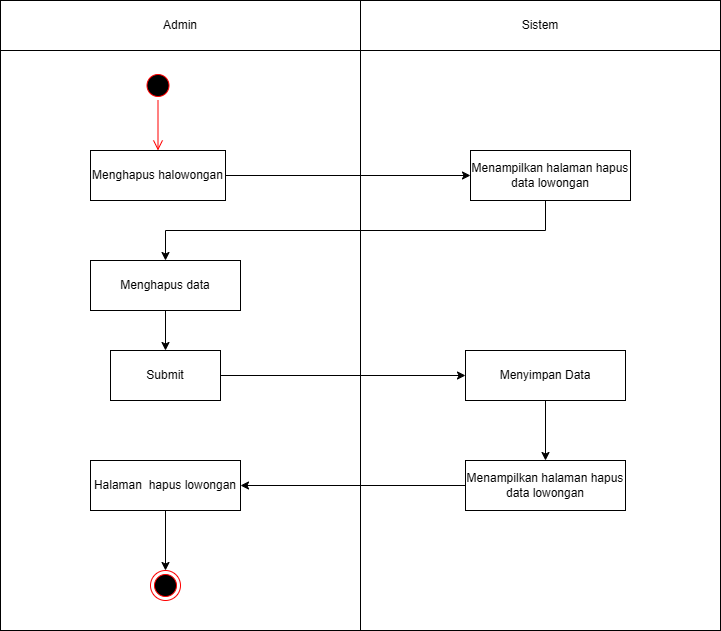 Admin
Sistem
Menghapus halowongan
Menampilkan halaman hapus
data lowongan
Menghapus data
Submit
Menyimpan Data
Halaman hapus lowongan
Menampilkan halaman hapus
data lowongan